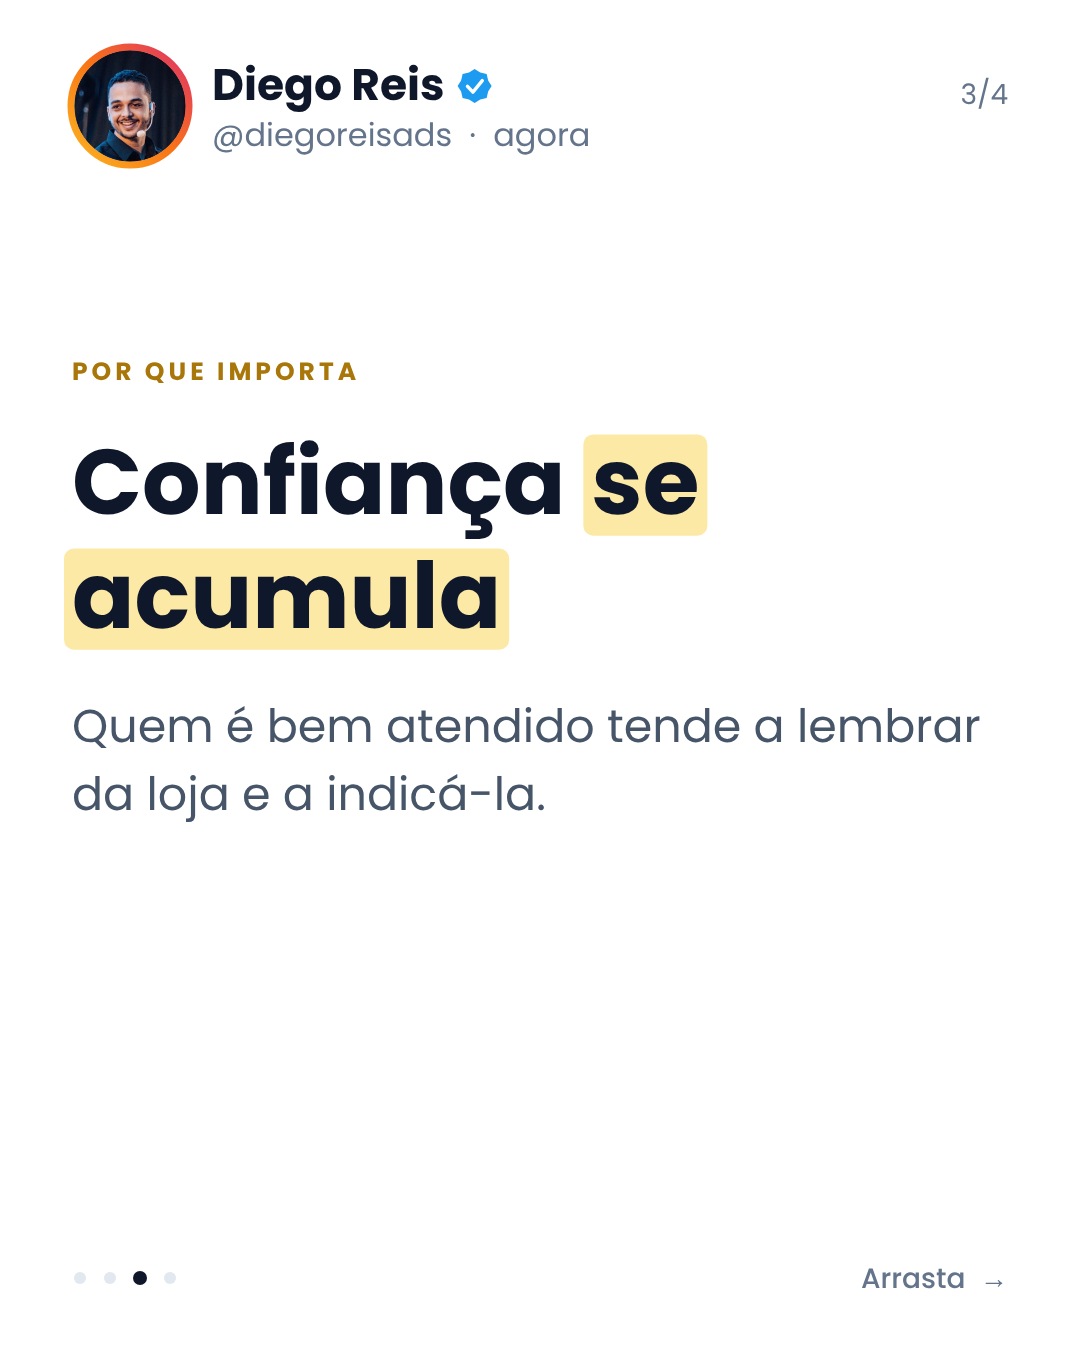 Diego Reis
@diegoreisads · agora
3/4
POR QUE IMPORTA
Confiança se
acumula
Quem é bem atendido tende a lembrar
da loja e a indicá-la.
Arrasta →